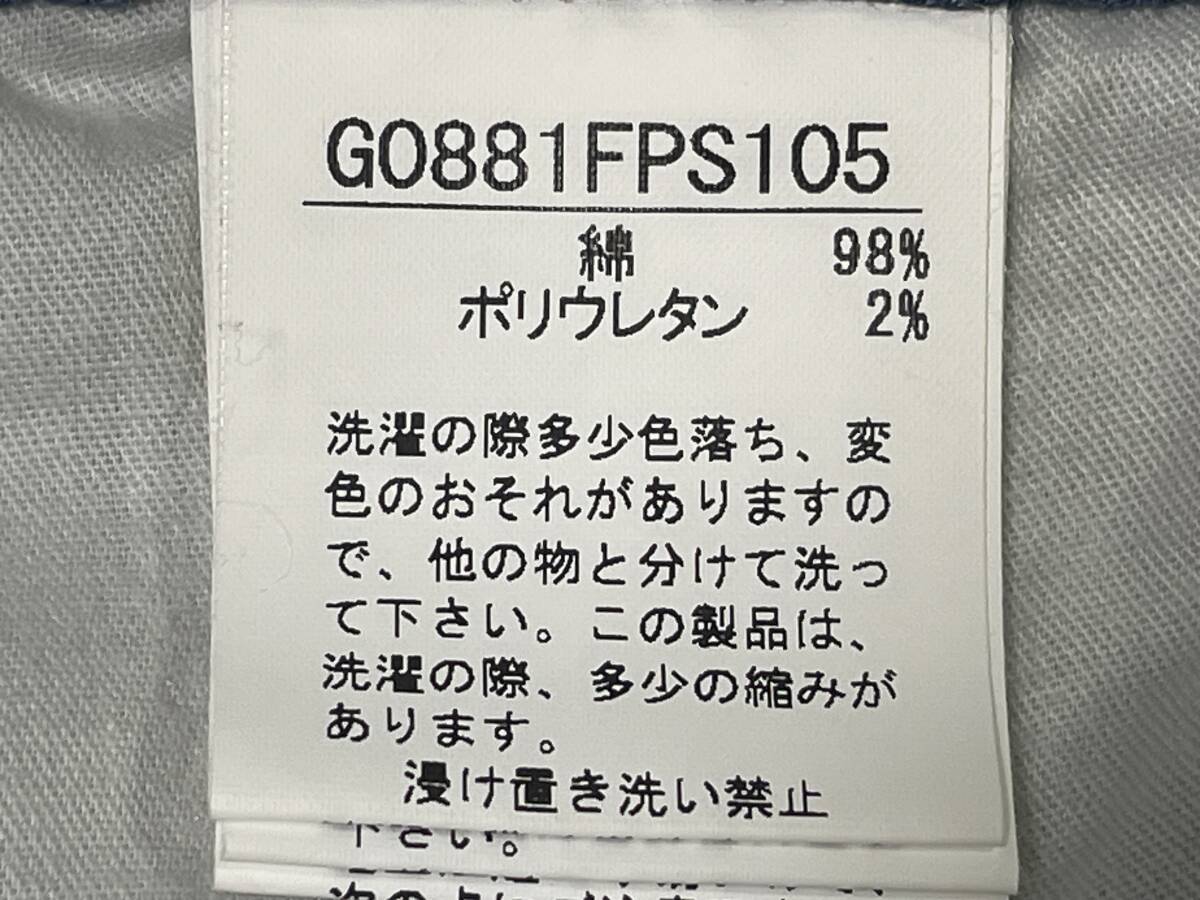 G0881FPS105
綿 98%
ポリウレタン 2%
洗濯の際多少色落ち、変
色のおそれがありますの
で、他の物と分けて洗っ
て下さい。この製品は、
洗濯の際、多少の縮みが
あります。
浸け置き洗い禁止
下さい。